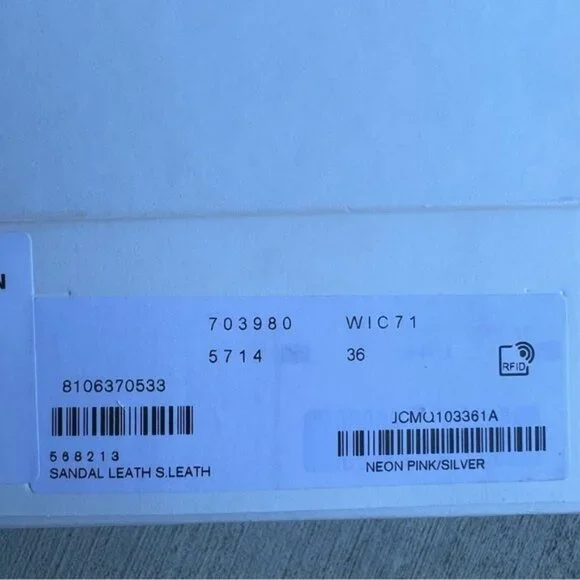 N
703980 WIC71
5714 36
RFID
8106370533
JCMQ103361A
568213
SANDAL LEATH S.LEATH
NEON PINK/SILVER